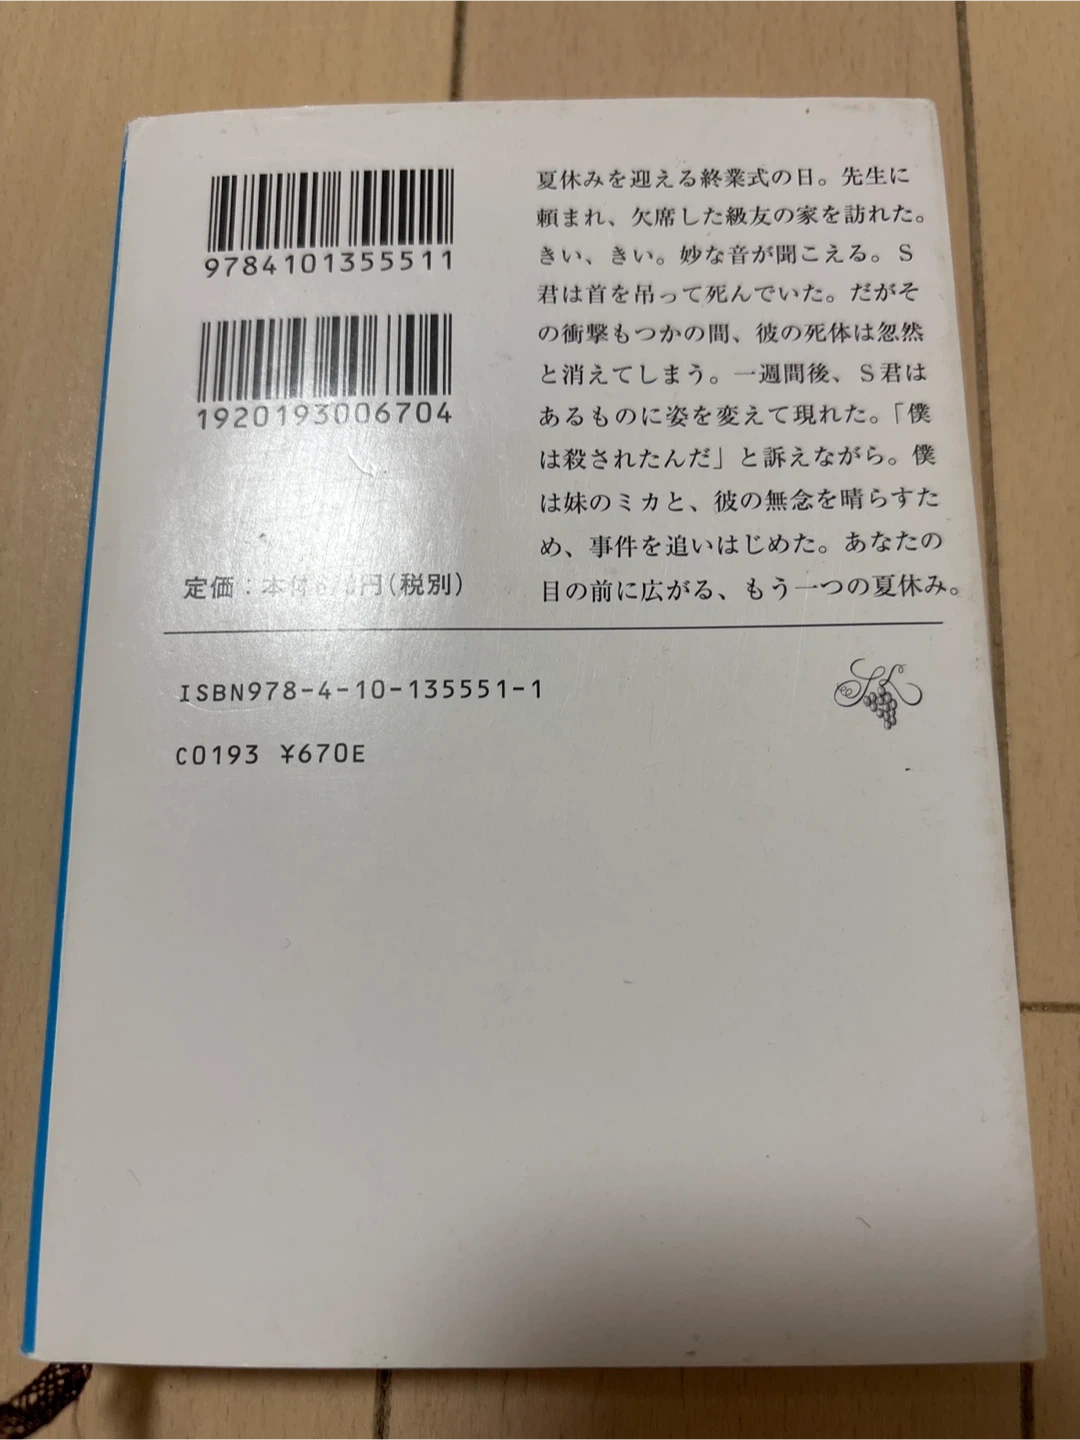 9784101355511
1920193006704
定価：本体670円(税別)
ISBN978-4-10-135551-1
C0193 ¥670E
夏休みを迎える終業式の日。先生に
頼まれ、欠席した級友の家を訪れた。
きい、きい。妙な音が聞こえる。Ｓ
君は首を吊って死んでいた。だがそ
の衝撃もつかの間、彼の死体は忽然
と消えてしまう。一週間後、Ｓ君は
あるものに姿を変えて現れた。「僕
は殺されたんだ」と訴えながら。僕
は妹のミカと、彼の無念を晴らすた
め、事件を追いはじめた。あなたの
目の前に広がる、もう一つの夏休み。